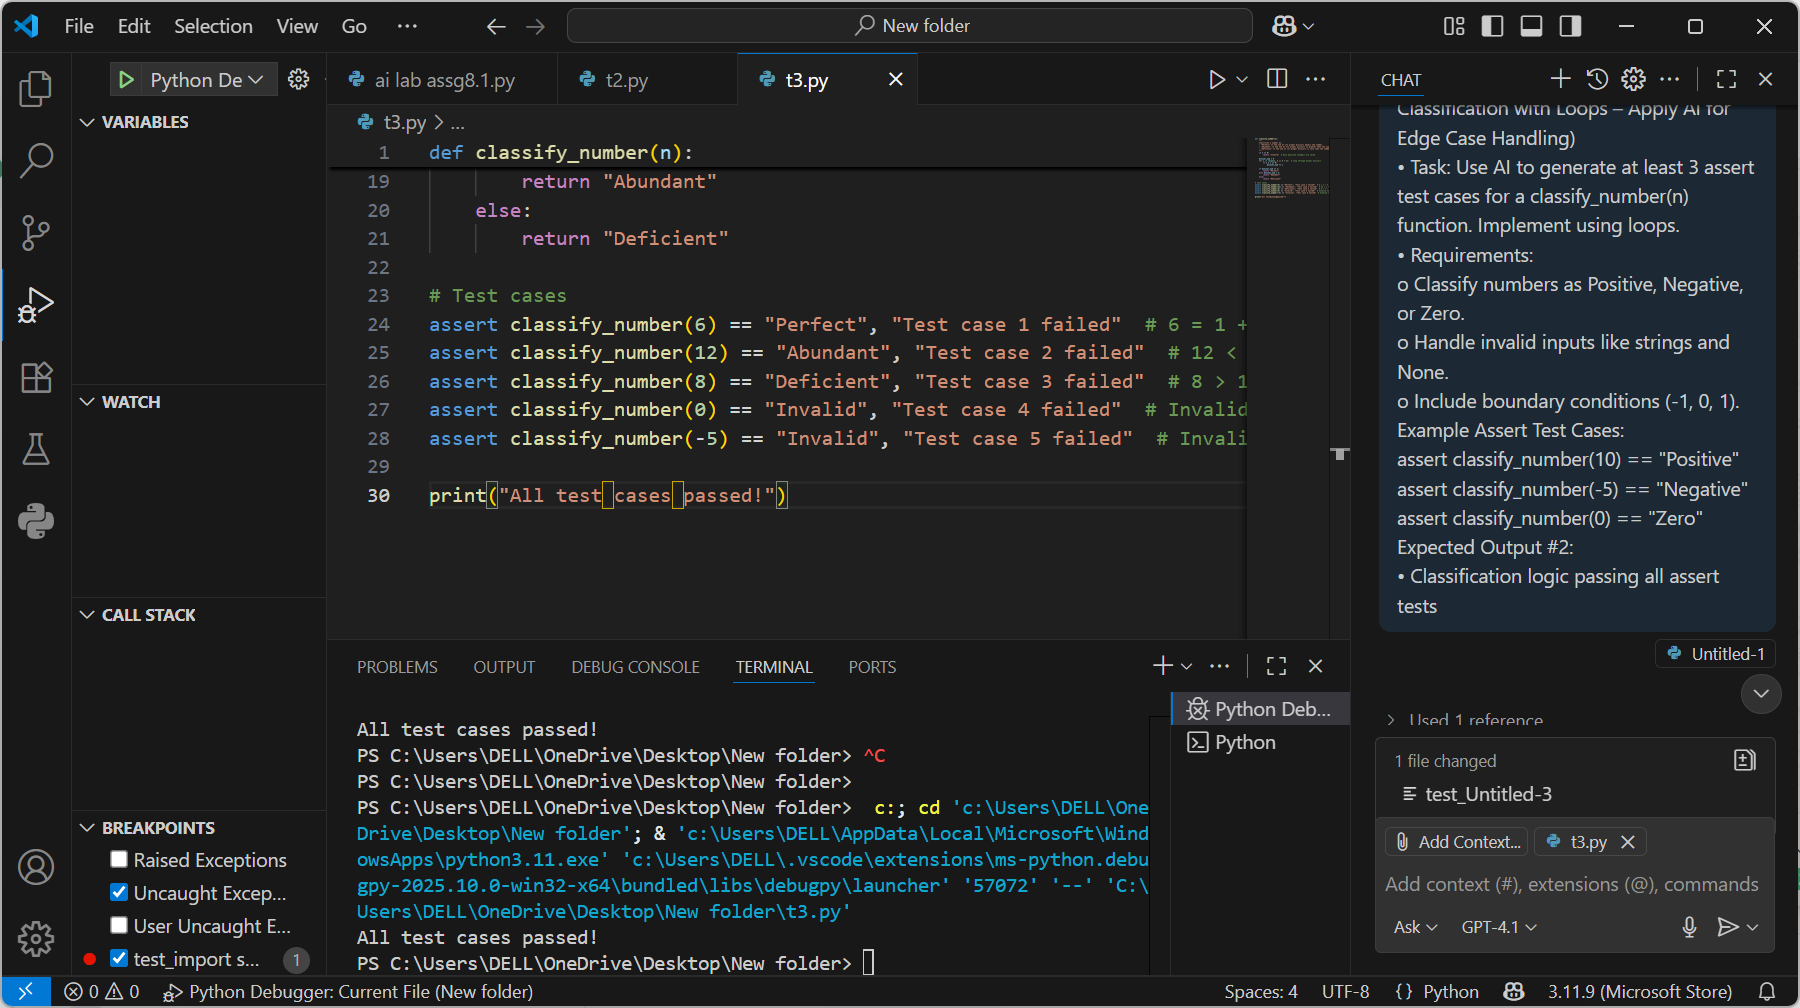 File Edit Selection View Go ··· New folder
Python De
VARIABLES
WATCH
CALL STACK
BREAKPOINTS
Raised Exceptions
Uncaught Excep...
User Uncaught E...
test_import s... 1
ai lab assg8.1.py t2.py t3.py
t3.py > ...
1 def classify_number(n):
19 return "Abundant"
20 else:
21 return "Deficient"
22
23 # Test cases
24 assert classify_number(6) == "Perfect", "Test case 1 failed" # 6 = 1 +
25 assert classify_number(12) == "Abundant", "Test case 2 failed" # 12 <
26 assert classify_number(8) == "Deficient", "Test case 3 failed" # 8 > 1
27 assert classify_number(0) == "Invalid", "Test case 4 failed" # Invalid
28 assert classify_number(-5) == "Invalid", "Test case 5 failed" # Invali
29
30 print("All test cases passed!")
PROBLEMS OUTPUT DEBUG CONSOLE TERMINAL PORTS
All test cases passed!
PS C:\Users\DELL\OneDrive\Desktop\New folder> ^C
PS C:\Users\DELL\OneDrive\Desktop\New folder>
PS C:\Users\DELL\OneDrive\Desktop\New folder> c:; cd 'c:\Users\DELL\One
Drive\Desktop\New folder'; & 'c:\Users\DELL\AppData\Local\Microsoft\Wind
owsApps\python3.11.exe' 'c:\Users\DELL\.vscode\extensions\ms-python.debu
gpy-2025.10.0-win32-x64\bundled\libs\debugpy\launcher' '57072' '--' 'C:\
Users\DELL\OneDrive\Desktop\New folder\t3.py'
All test cases passed!
PS C:\Users\DELL\OneDrive\Desktop\New folder>
Python Deb...
Python
CHAT
Classification with Loops – Apply AI for
Edge Case Handling)
• Task: Use AI to generate at least 3 assert
test cases for a classify_number(n)
function. Implement using loops.
• Requirements:
o Classify numbers as Positive, Negative,
or Zero.
o Handle invalid inputs like strings and
None.
o Include boundary conditions (-1, 0, 1).
Example Assert Test Cases:
assert classify_number(10) == "Positive"
assert classify_number(-5) == "Negative"
assert classify_number(0) == "Zero"
Expected Output #2:
• Classification logic passing all assert
tests
Untitled-1
Used 1 reference
1 file changed
test_Untitled-3
Add Context... t3.py
Add context (#), extensions (@), commands
Ask GPT-4.1
0 0 Python Debugger: Current File (New folder) Spaces: 4 UTF-8 {} Python 3.11.9 (Microsoft Store)